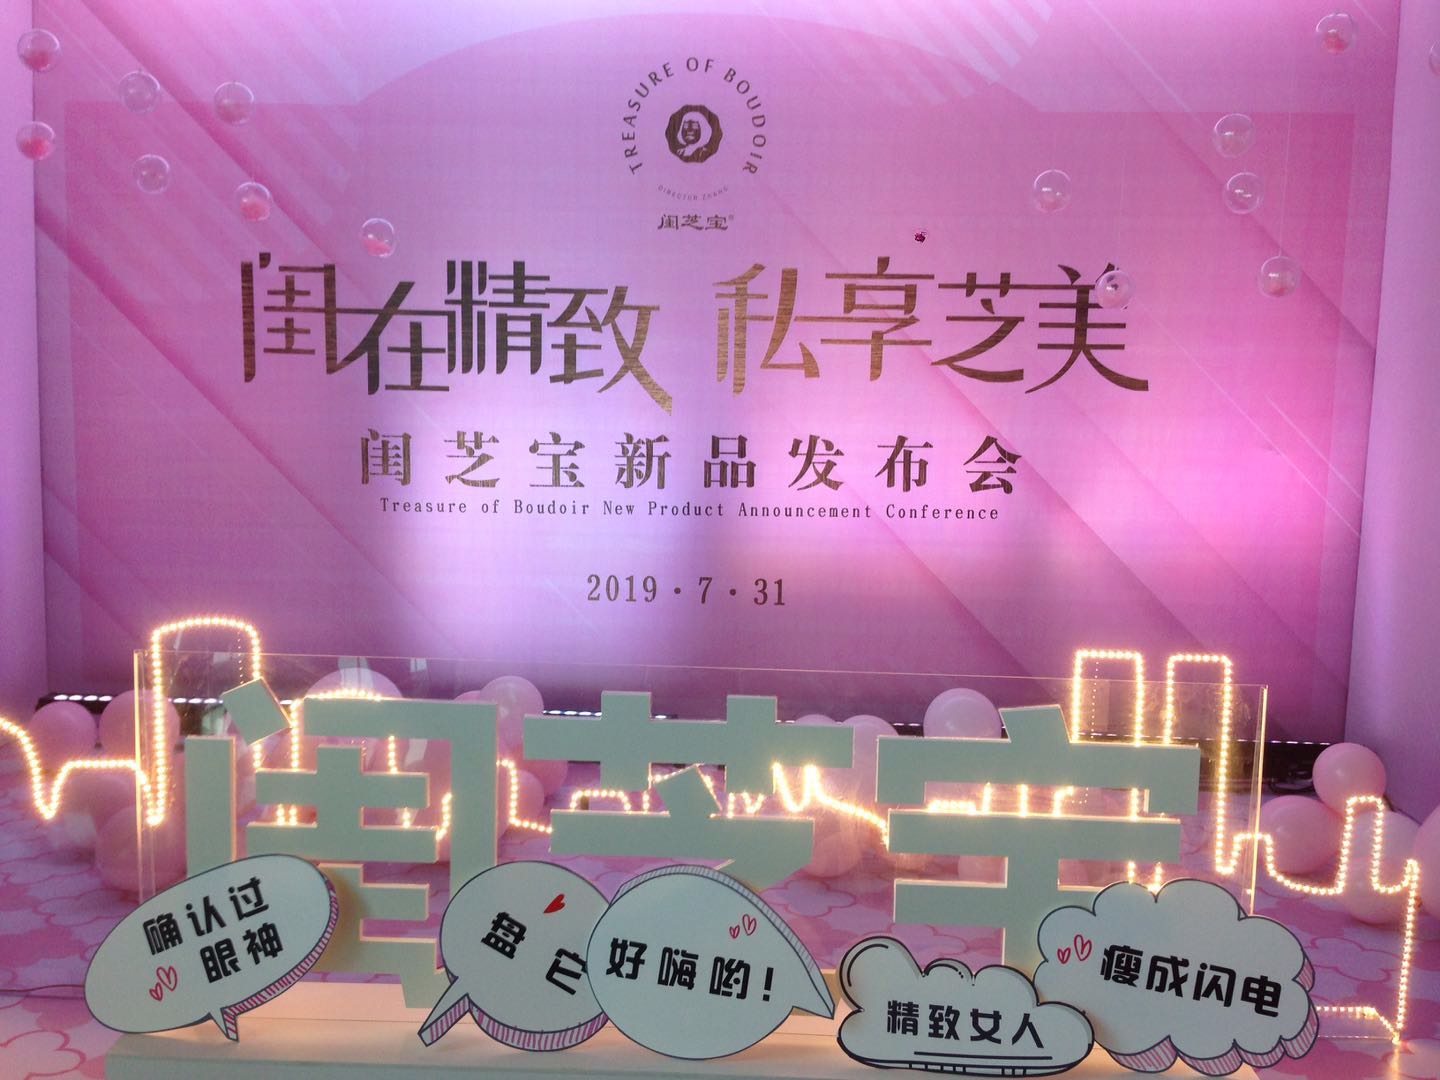 TREASURE OF BOUDOIR
DIRECTOR ZHANG
闺芝宝®
闺在精致 私享芝美
闺芝宝新品发布会
Treasure of Boudoir New Product Announcement Conference
2019·7·31
闺芝宝
确认过
眼神
盘它
好嗨哟!
精致女人
瘦成闪电